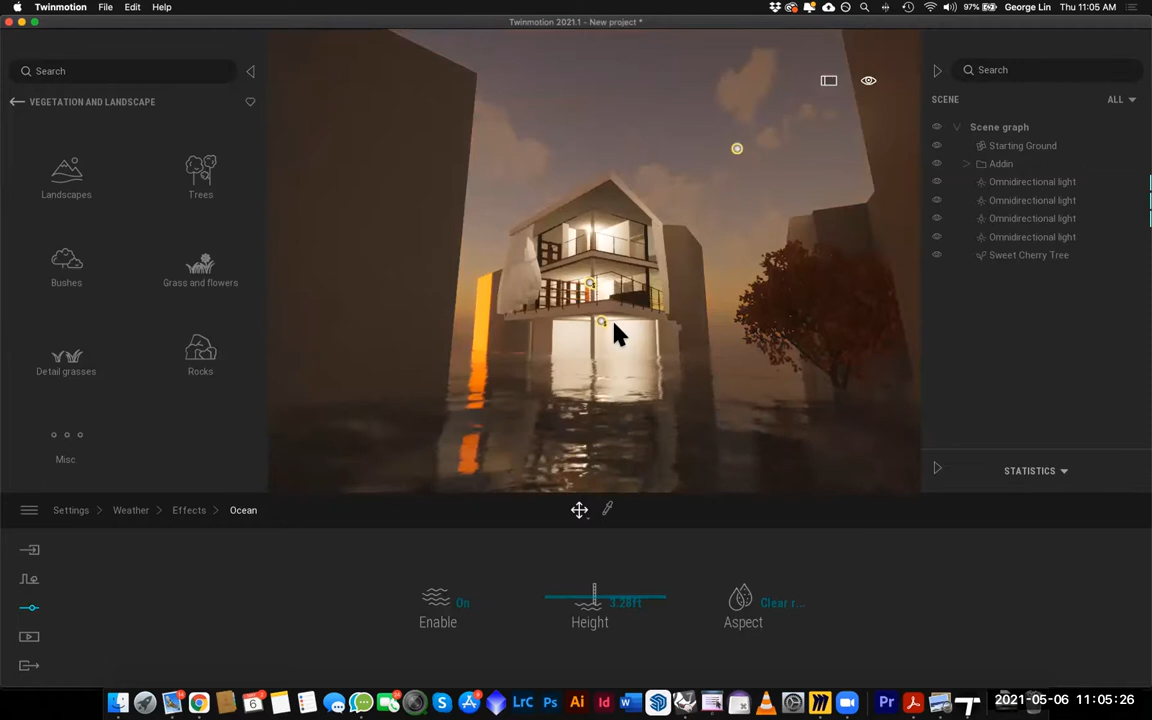 Twinmotion File Edit Help 97% George Lin Thu 11:05 AM
Twinmotion 2021.1 - New project *
Search
VEGETATION AND LANDSCAPE
Landscapes Trees
Bushes Grass and flowers
Detail grasses Rocks
Misc
Search
SCENE ALL
Scene graph
Starting Ground
Addin
Omnidirectional light
Omnidirectional light
Omnidirectional light
Omnidirectional light
Sweet Cherry Tree
STATISTICS
Settings Weather Effects Ocean
On 3.28ft Clear r...
Enable Height Aspect
LrC Ps Ai Id Pr
2021-05-06 11:05:26